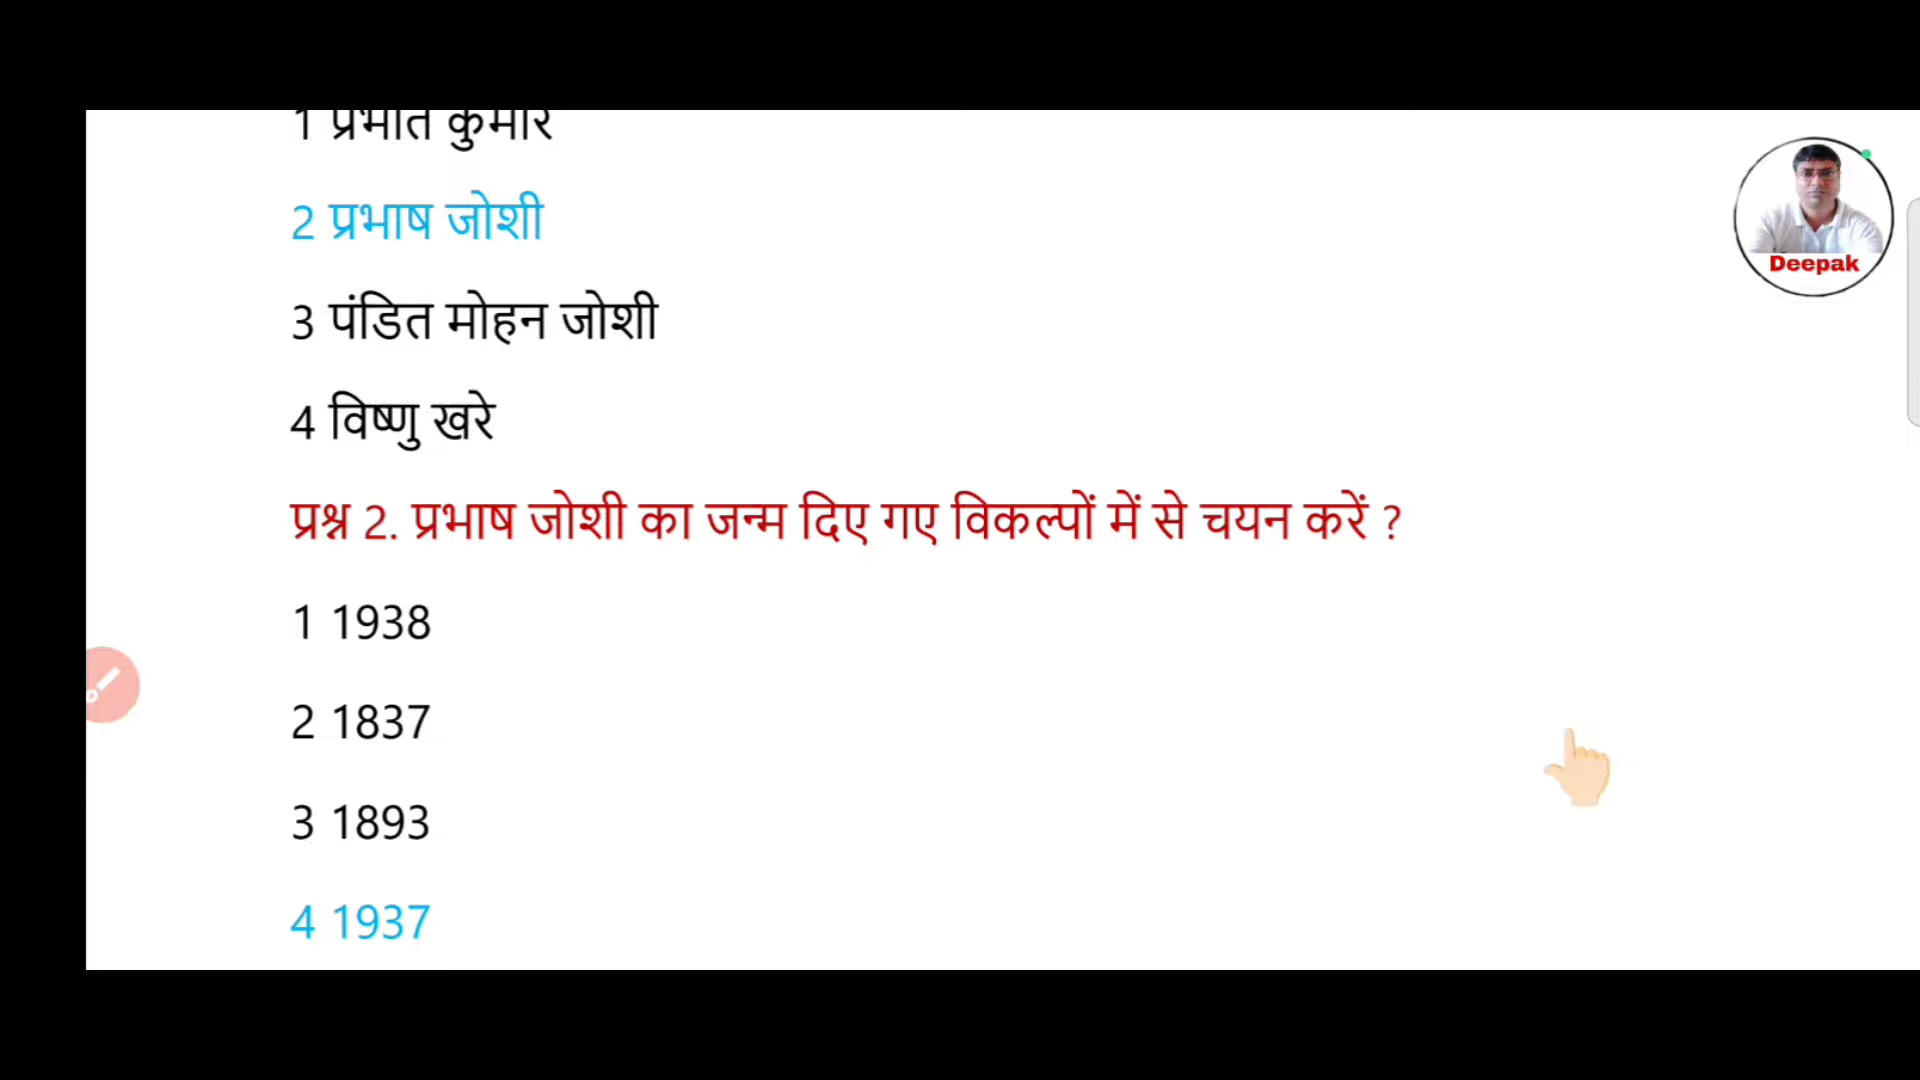 1 प्रभात कुमार
2 प्रभाष जोशी
3 पंडित मोहन जोशी
4 विष्णु खरे
प्रश्न 2. प्रभाष जोशी का जन्म दिए गए विकल्पों में से चयन करें ?
1 1938
2 1837
3 1893
4 1937
Deepak